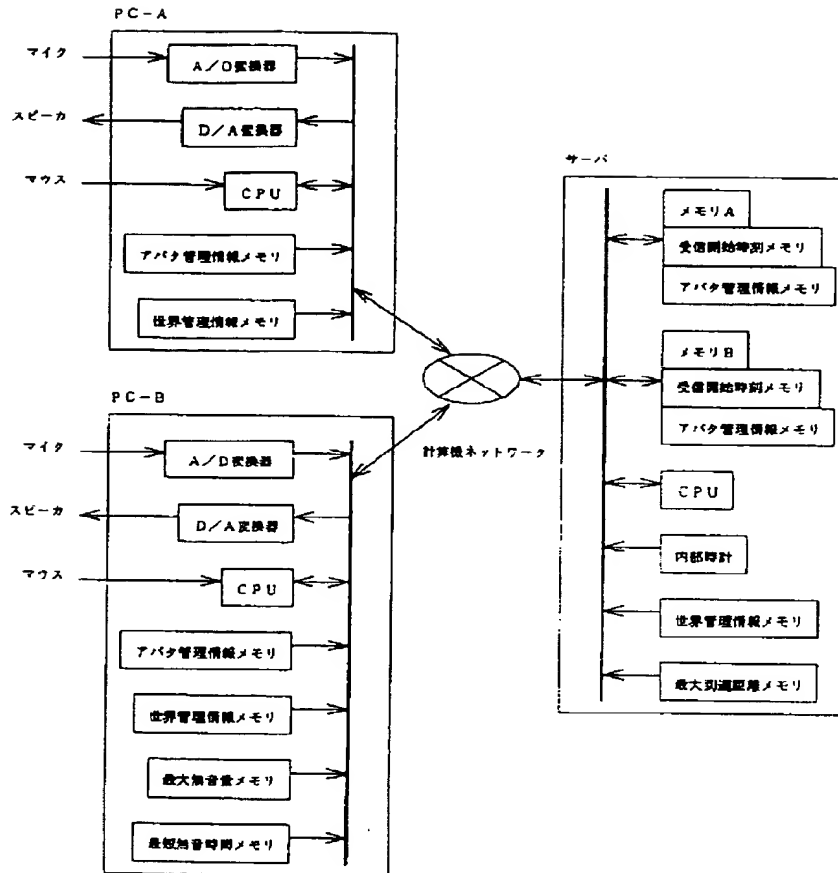 PC-A
マイク
A/D変換器
スピーカ
D/A変換器
マウス
CPU
アバタ管理情報メモリ
世界管理情報メモリ
PC-B
マイク
A/D変換器
スピーカ
D/A変換器
マウス
CPU
アバタ管理情報メモリ
世界管理情報メモリ
最大無音量メモリ
最短無音時間メモリ
計算機ネットワーク
サーバ
メモリA
受信開始時刻メモリ
アバタ管理情報メモリ
メモリB
受信開始時刻メモリ
アバタ管理情報メモリ
CPU
内部時計
世界管理情報メモリ
最大到達距離メモリ